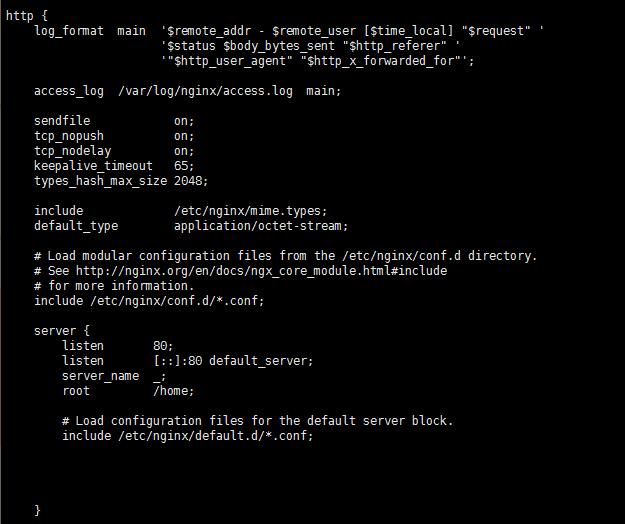 http {
    log_format  main  '$remote_addr - $remote_user [$time_local] "$request" '
                      '$status $body_bytes_sent "$http_referer" '
                      '"$http_user_agent" "$http_x_forwarded_for"';
    access_log  /var/log/nginx/access.log  main;
    sendfile            on;
    tcp_nopush          on;
    tcp_nodelay         on;
    keepalive_timeout   65;
    types_hash_max_size 2048;
    include             /etc/nginx/mime.types;
    default_type        application/octet-stream;
    # Load modular configuration files from the /etc/nginx/conf.d directory.
    # See http://nginx.org/en/docs/ngx_core_module.html#include
    # for more information.
    include /etc/nginx/conf.d/*.conf;
    server {
        listen       80;
        listen       [::]:80 default_server;
        server_name  _;
        root         /home;
        # Load configuration files for the default server block.
        include /etc/nginx/default.d/*.conf;
    }